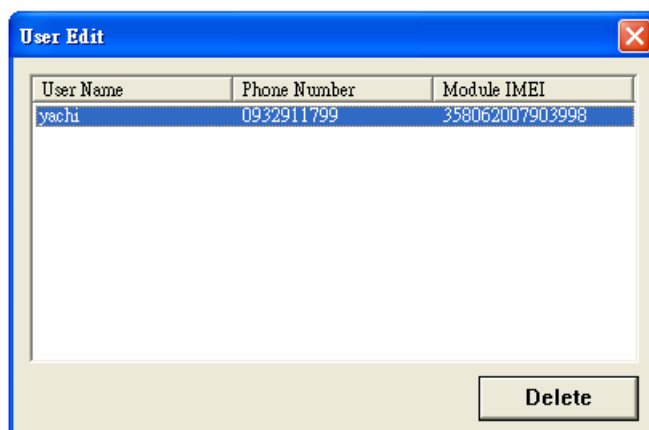 User Edit
User Name Phone Number Module IMEI
yachi 0932911799 358062007903998
Delete